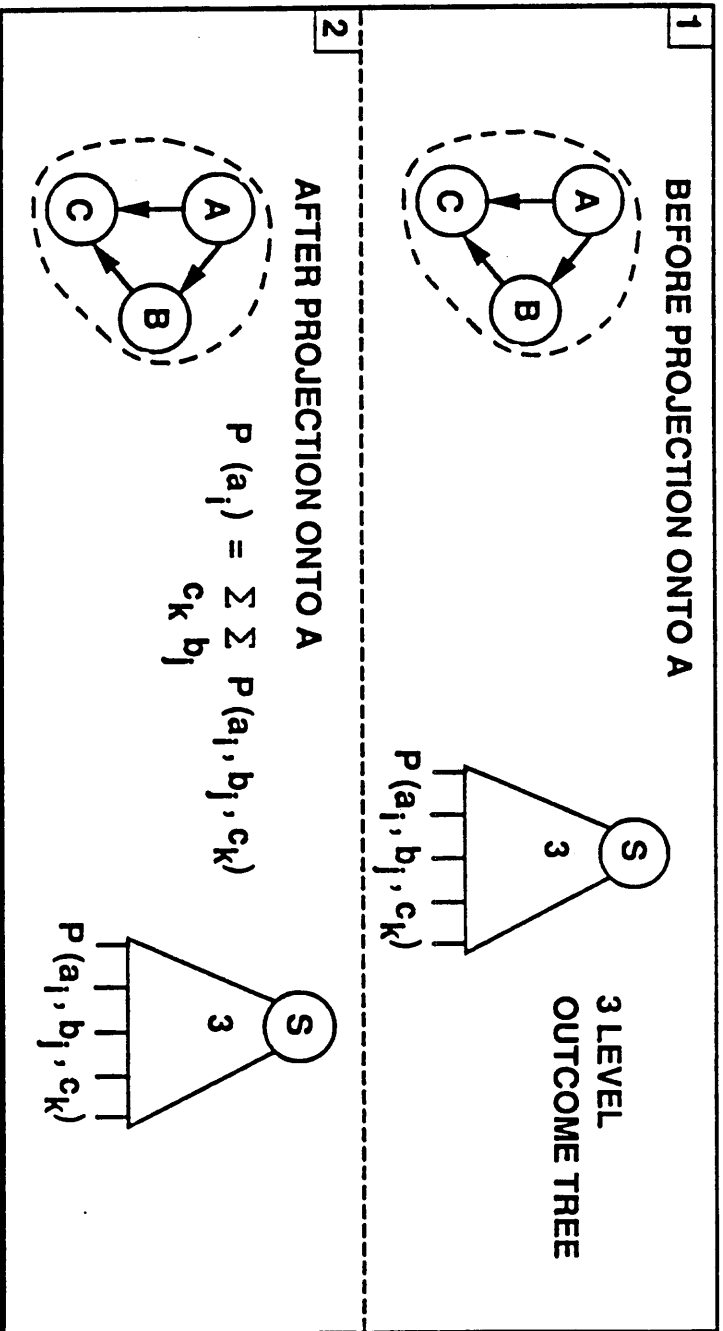 1
BEFORE PROJECTION ONTO A
A
B
C
S
3
P (a_i, b_j, c_k)
3 LEVEL
OUTCOME TREE
2
AFTER PROJECTION ONTO A
A
B
C
P (a_i) = Σ Σ P (a_i, b_j, c_k)
c_k b_j
S
3
P (a_i, b_j, c_k)